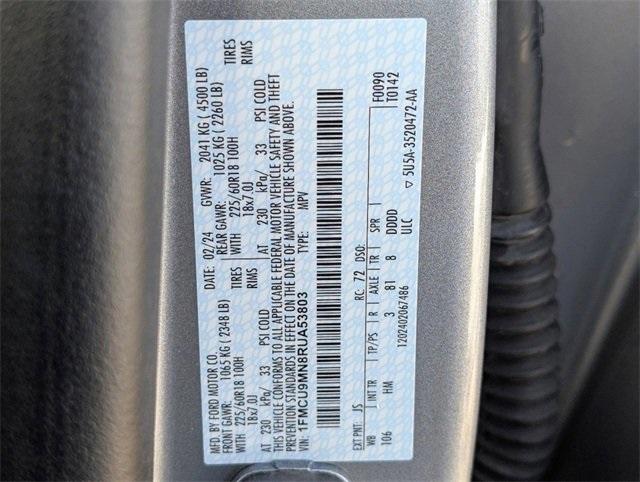 MFD. BY FORD MOTOR CO.
DATE: 02/24 GVWR: 2041 KG ( 4500 LB)
FRONT GAWR: 1065 KG ( 2348 LB) REAR GAWR: 1025 KG ( 2260 LB)
WITH 225/60R18 100H TIRES WITH 225/60R18 100H TIRES
18x7.0J RIMS 18x7.0J RIMS
AT 230 kPa/ 33 PSI COLD AT 230 kPa/ 33 PSI COLD
THIS VEHICLE CONFORMS TO ALL APPLICABLE FEDERAL MOTOR VEHICLE SAFETY AND THEFT
PREVENTION STANDARDS IN EFFECT ON THE DATE OF MANUFACTURE SHOWN ABOVE.
VIN: 1FMCU9MN8RUA53803 TYPE: MPV
F0090
T0142
EXT PNT: JS RC: 72 DSO:
WB INT TR TP/PS R AXLE TR SPR
106 HM 3 81 8 DDDD
ULC
1202402067486
5U5A-3520472-AA